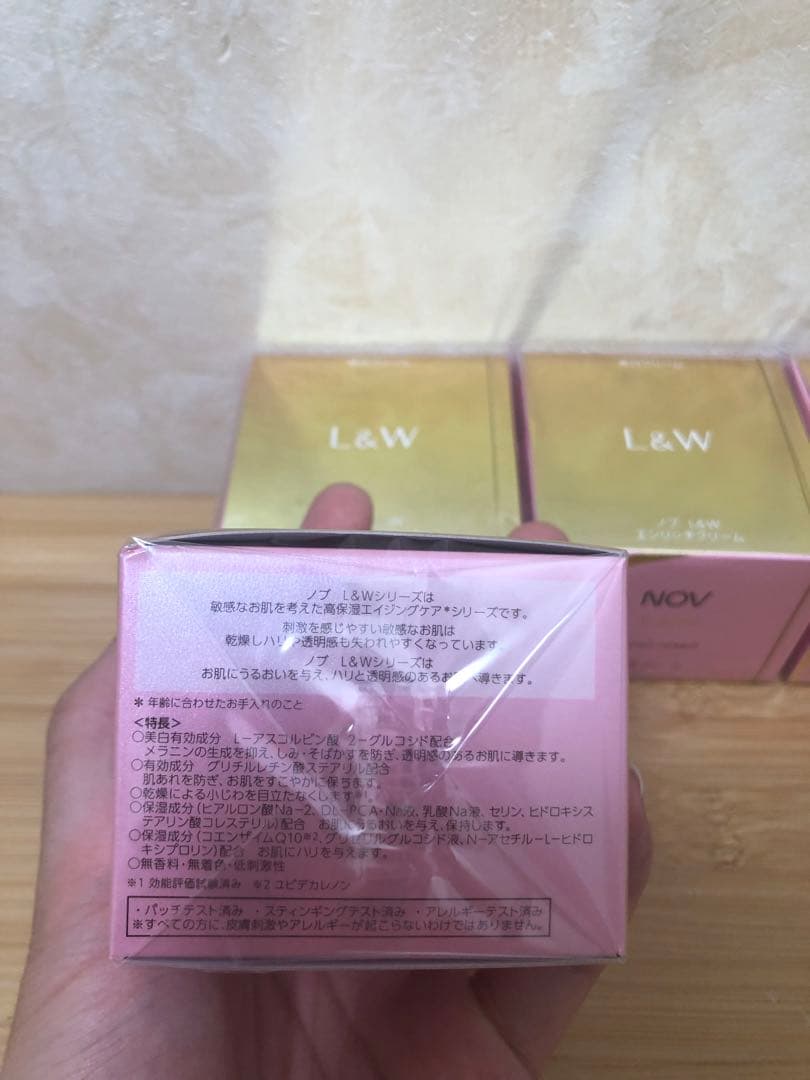 L&W
L&W
ノブ L&W
エンリッチクリーム
NOV
ノブ L&Wシリーズは
敏感なお肌を考えた高保湿エイジングケア*シリーズです。
刺激を感じやすい敏感なお肌は
乾燥しハリや透明感も失われやすくなっています。
ノブ L&Wシリーズは
お肌にうるおいを与え、ハリと透明感のあるお肌へ導きます。
* 年齢に合わせたお手入れのこと
<特長>
○美白有効成分 L-アスコルビン酸 2-グルコシド配合
メラニンの生成を抑え、しみ・そばかすを防ぎ、透明感のあるお肌に導きます。
○有効成分 グリチルレチン酸ステアリル配合
肌あれを防ぎ、お肌をすこやかに保ちます。
○乾燥による小じわを目立たなくします※1。
○保湿成分(ヒアルロン酸Na-2、DL-PCA・Na液、乳酸Na液、セリン、ヒドロキシス
テアリン酸コレステリル)配合 お肌にうるおいを与え、保持します。
○保湿成分(コエンザイムQ10※2、グリセリルグルコシド液、N-アセチル-L-ヒドロ
キシプロリン)配合 お肌にハリを与えます。
○無香料・無着色・低刺激性
※1 効能評価試験済み ※2 ユビデカレノン
・パッチテスト済み ・スティンギングテスト済み ・アレルギーテスト済み
※すべての方に、皮膚刺激やアレルギーが起こらないわけではありません。